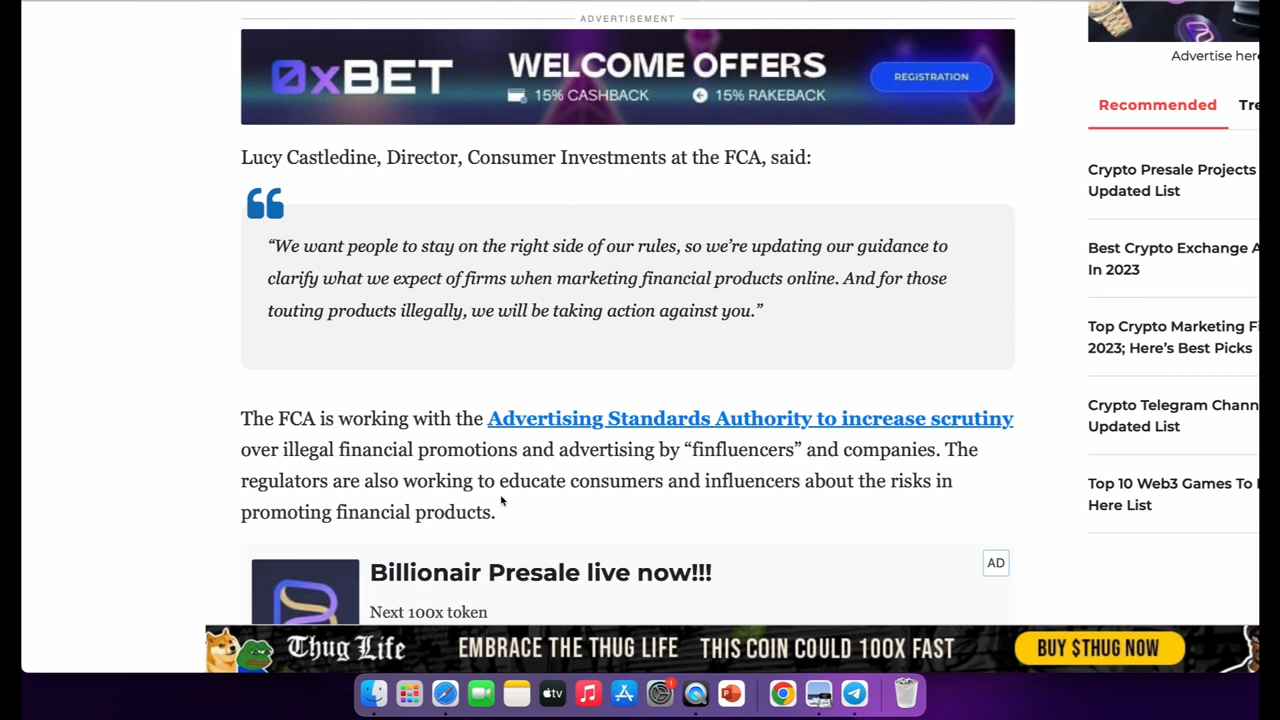 ADVERTISEMENT
0xBET
WELCOME OFFERS
15% CASHBACK
15% RAKEBACK
REGISTRATION
Lucy Castledine, Director, Consumer Investments at the FCA, said:
“We want people to stay on the right side of our rules, so we’re updating our guidance to
clarify what we expect of firms when marketing financial products online. And for those
touting products illegally, we will be taking action against you.”
The FCA is working with the Advertising Standards Authority to increase scrutiny
over illegal financial promotions and advertising by “finfluencers” and companies. The
regulators are also working to educate consumers and influencers about the risks in
promoting financial products.
Billionair Presale live now!!!
AD
Next 100x token
Advertise here
Recommended
Tre
Crypto Presale Projects
Updated List
Best Crypto Exchange A
In 2023
Top Crypto Marketing Fi
2023; Here’s Best Picks
Crypto Telegram Chann
Updated List
Top 10 Web3 Games To
Here List
Thug Life
EMBRACE THE THUG LIFE
THIS COIN COULD 100X FAST
BUY $THUG NOW
tv
1